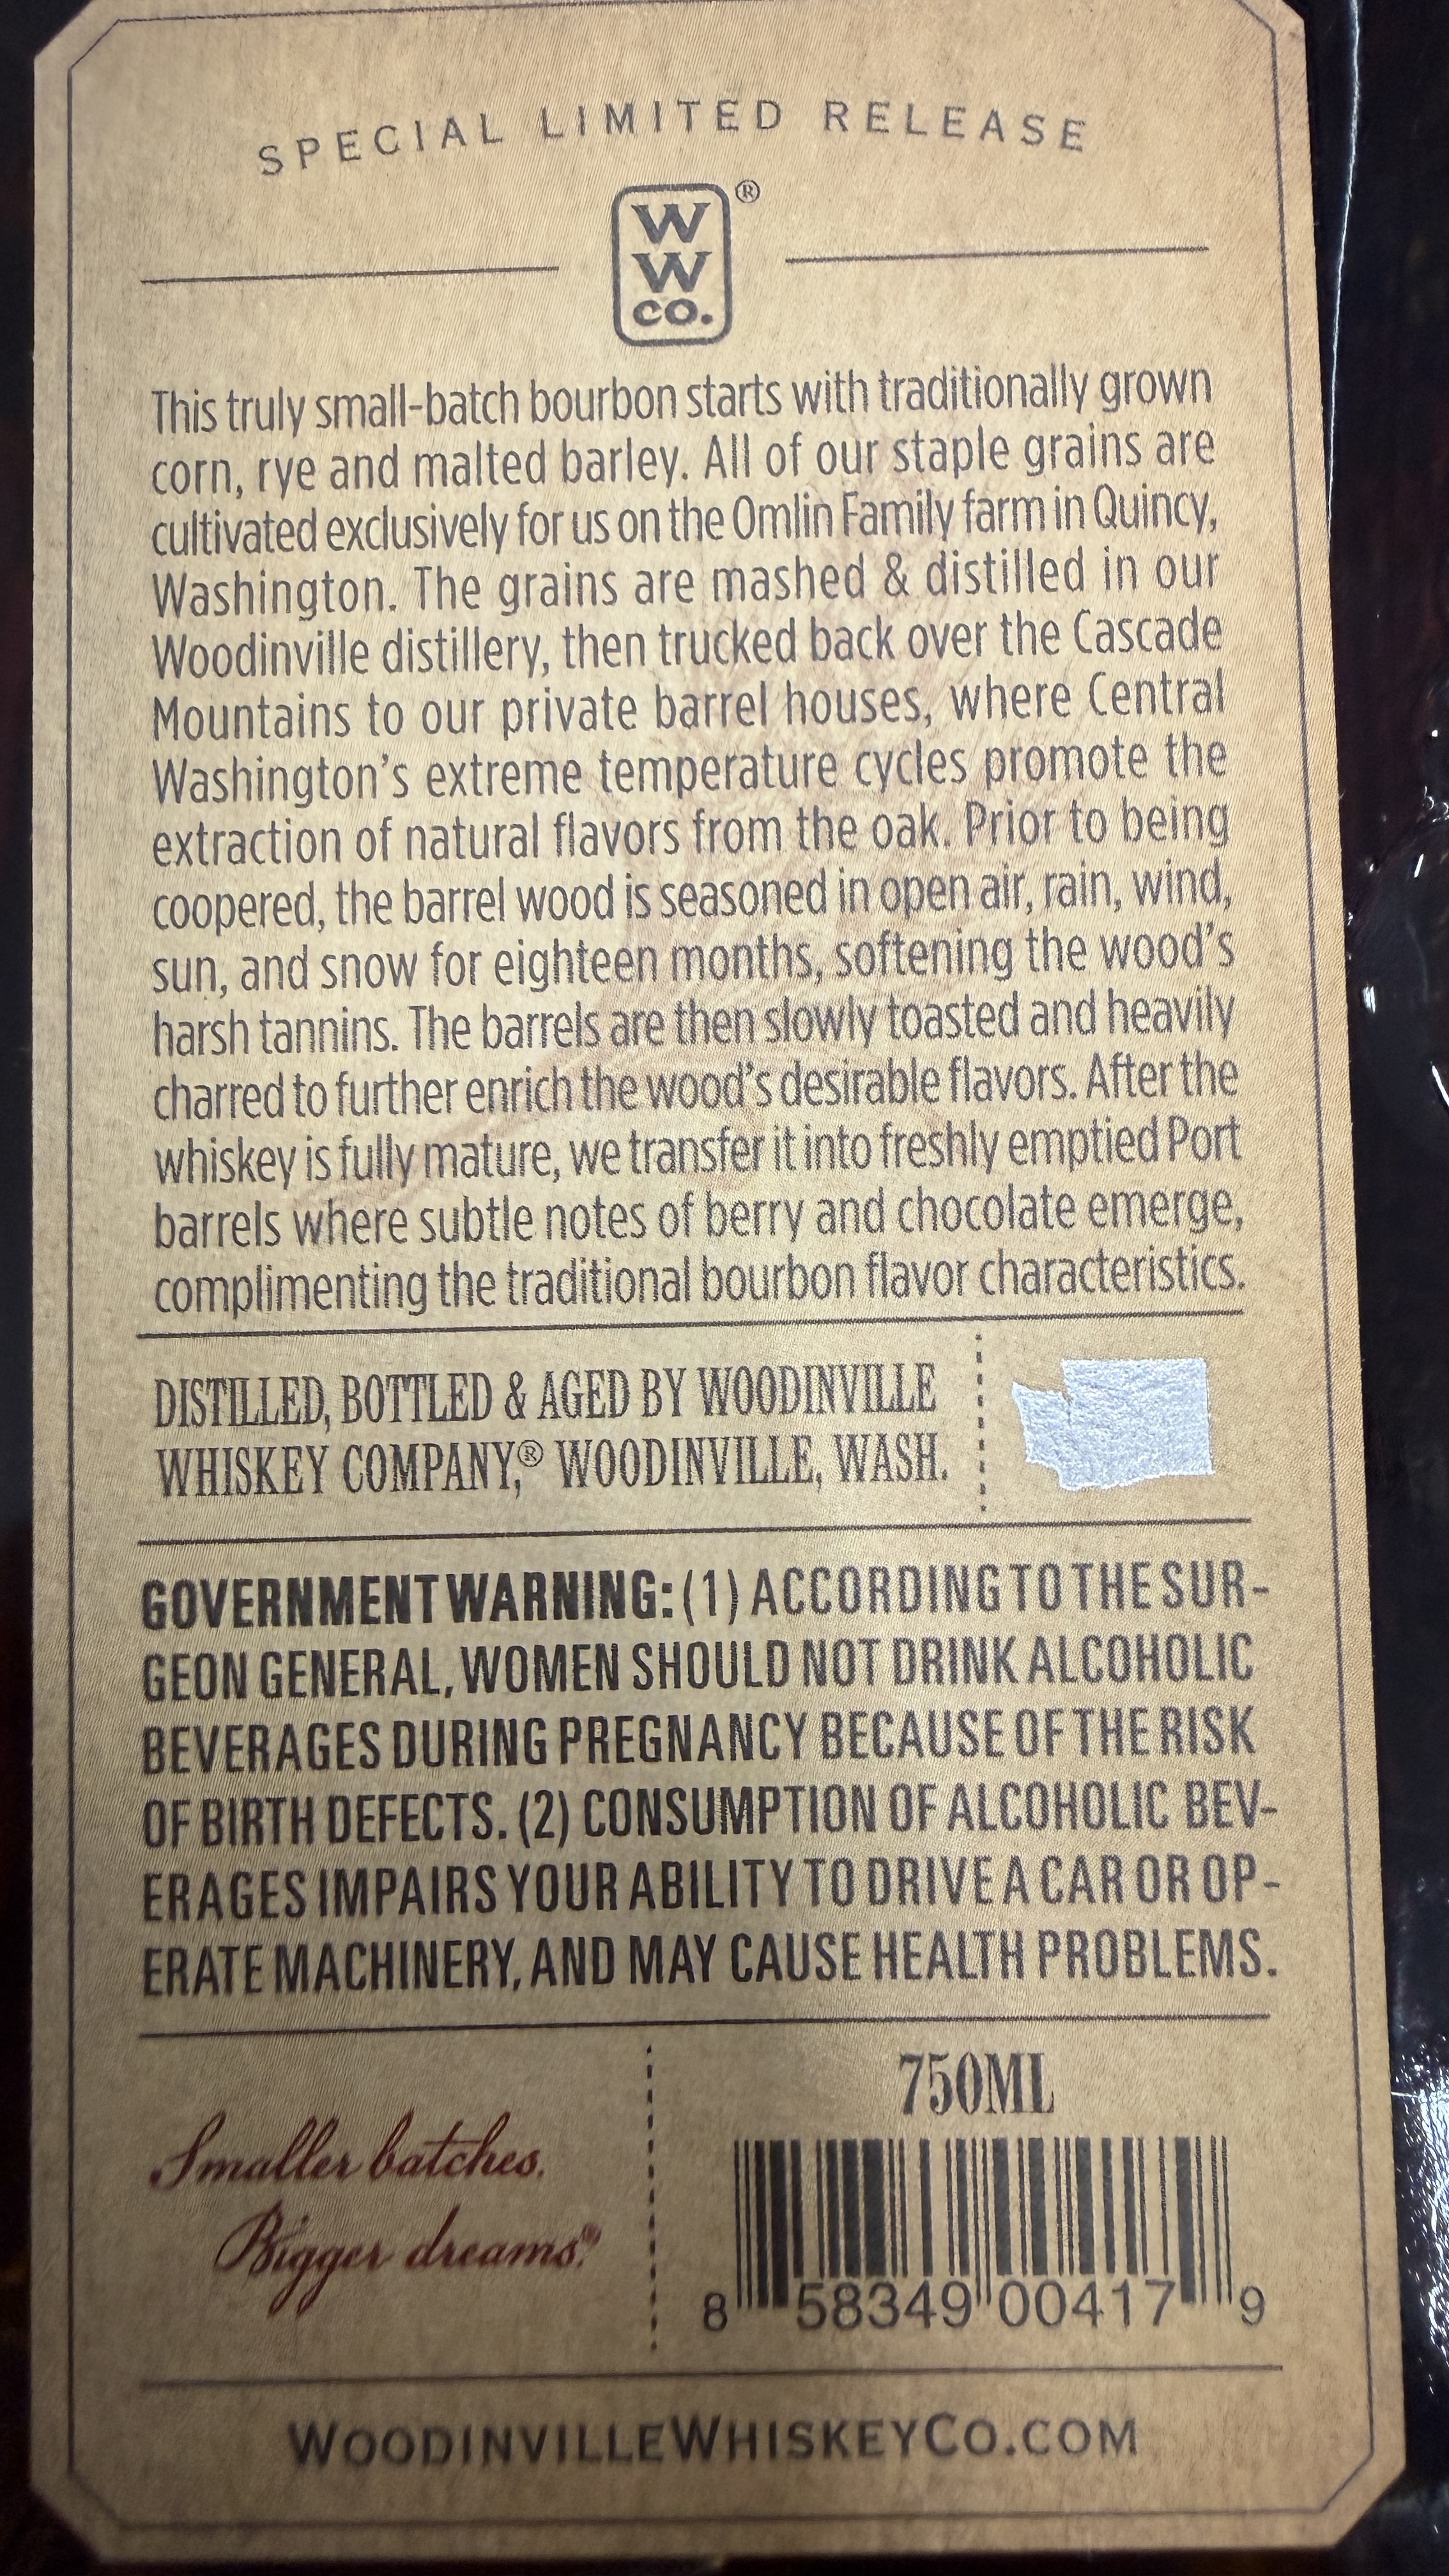 SPECIAL LIMITED RELEASE
®
W
W
CO.
This truly small-batch bourbon starts with traditionally grown
corn, rye and malted barley. All of our staple grains are
cultivated exclusively for us on the Omlin Family farm in Quincy,
Washington. The grains are mashed & distilled in our
Woodinville distillery, then trucked back over the Cascade
Mountains to our private barrel houses, where Central
Washington's extreme temperature cycles promote the
extraction of natural flavors from the oak. Prior to being
coopered, the barrel wood is seasoned in open air, rain, wind,
sun, and snow for eighteen months, softening the wood's
harsh tannins. The barrels are then slowly toasted and heavily
charred to further enrich the wood's desirable flavors. After the
whiskey is fully mature, we transfer it into freshly emptied Port
barrels where subtle notes of berry and chocolate emerge,
complimenting the traditional bourbon flavor characteristics.
DISTILLED, BOTTLED & AGED BY WOODINVILLE
WHISKEY COMPANY,® WOODINVILLE, WASH.
GOVERNMENT WARNING: (1) ACCORDING TO THE SUR-
GEON GENERAL, WOMEN SHOULD NOT DRINK ALCOHOLIC
BEVERAGES DURING PREGNANCY BECAUSE OF THE RISK
OF BIRTH DEFECTS. (2) CONSUMPTION OF ALCOHOLIC BEV-
ERAGES IMPAIRS YOUR ABILITY TO DRIVE A CAR OR OP-
ERATE MACHINERY, AND MAY CAUSE HEALTH PROBLEMS.
Smaller batches.
Bigger dreams.®
750ML
8 58349 00417 9
WOODINVILLEWHISKEYCO.COM